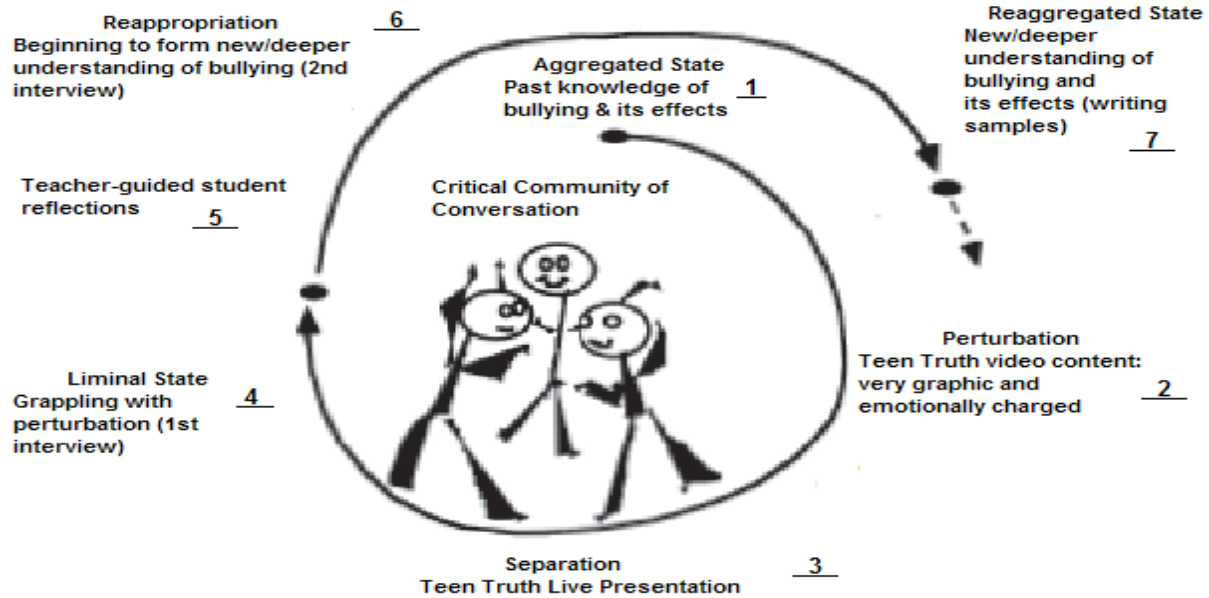 Reappropriation 6
Beginning to form new/deeper
understanding of bullying (2nd
interview)
Aggregated State
Past knowledge of 1
bullying & its effects
Reaggregated State
New/deeper
understanding of
bullying and
its effects (writing
samples)
7
Teacher-guided student
reflections 5
Critical Community of
Conversation
Liminal State
Grappling with 4
perturbation (1st
interview)
Perturbation
Teen Truth video content:
very graphic and 2
emotionally charged
Separation 3
Teen Truth Live Presentation